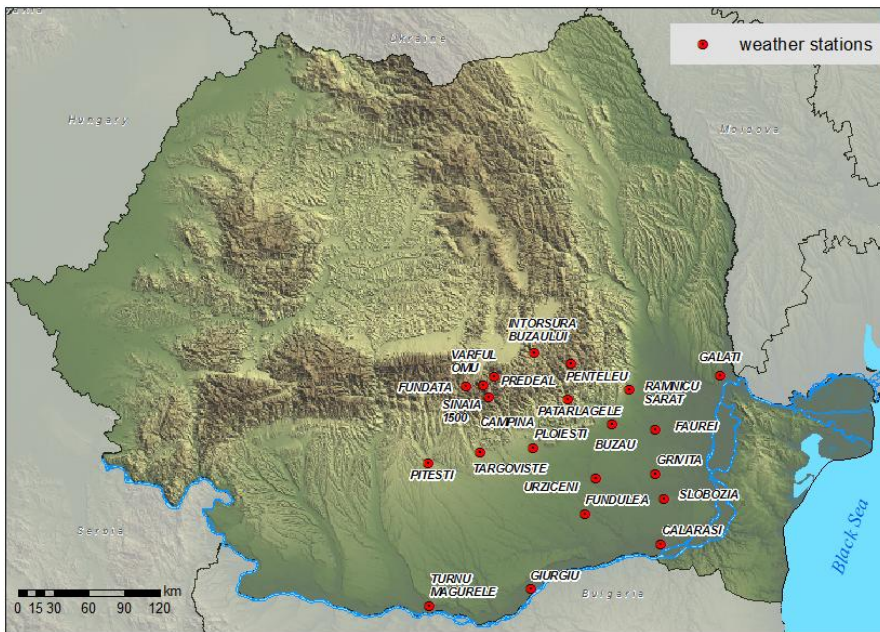 Ukraine
weather stations
Hungary
Moldova
INTORSURA
BUZAULUI
VARFUL
OMU
GALATI
FUNDATA
PREDEAL
PENTELEU
RAMNICU
SARAT
SINAIA
1500
CAMPINA
PATARLAGELE
PLOIESTI
BUZAU
FAUREI
PITESTI
TARGOVISTE
GRIVITA
URZICENI
FUNDULEA
SLOBOZIA
Serbia
CALARASI
Black Sea
TURNU
MAGURELE
GIURGIU
Bulgaria
km
0 15 30 60 90 120